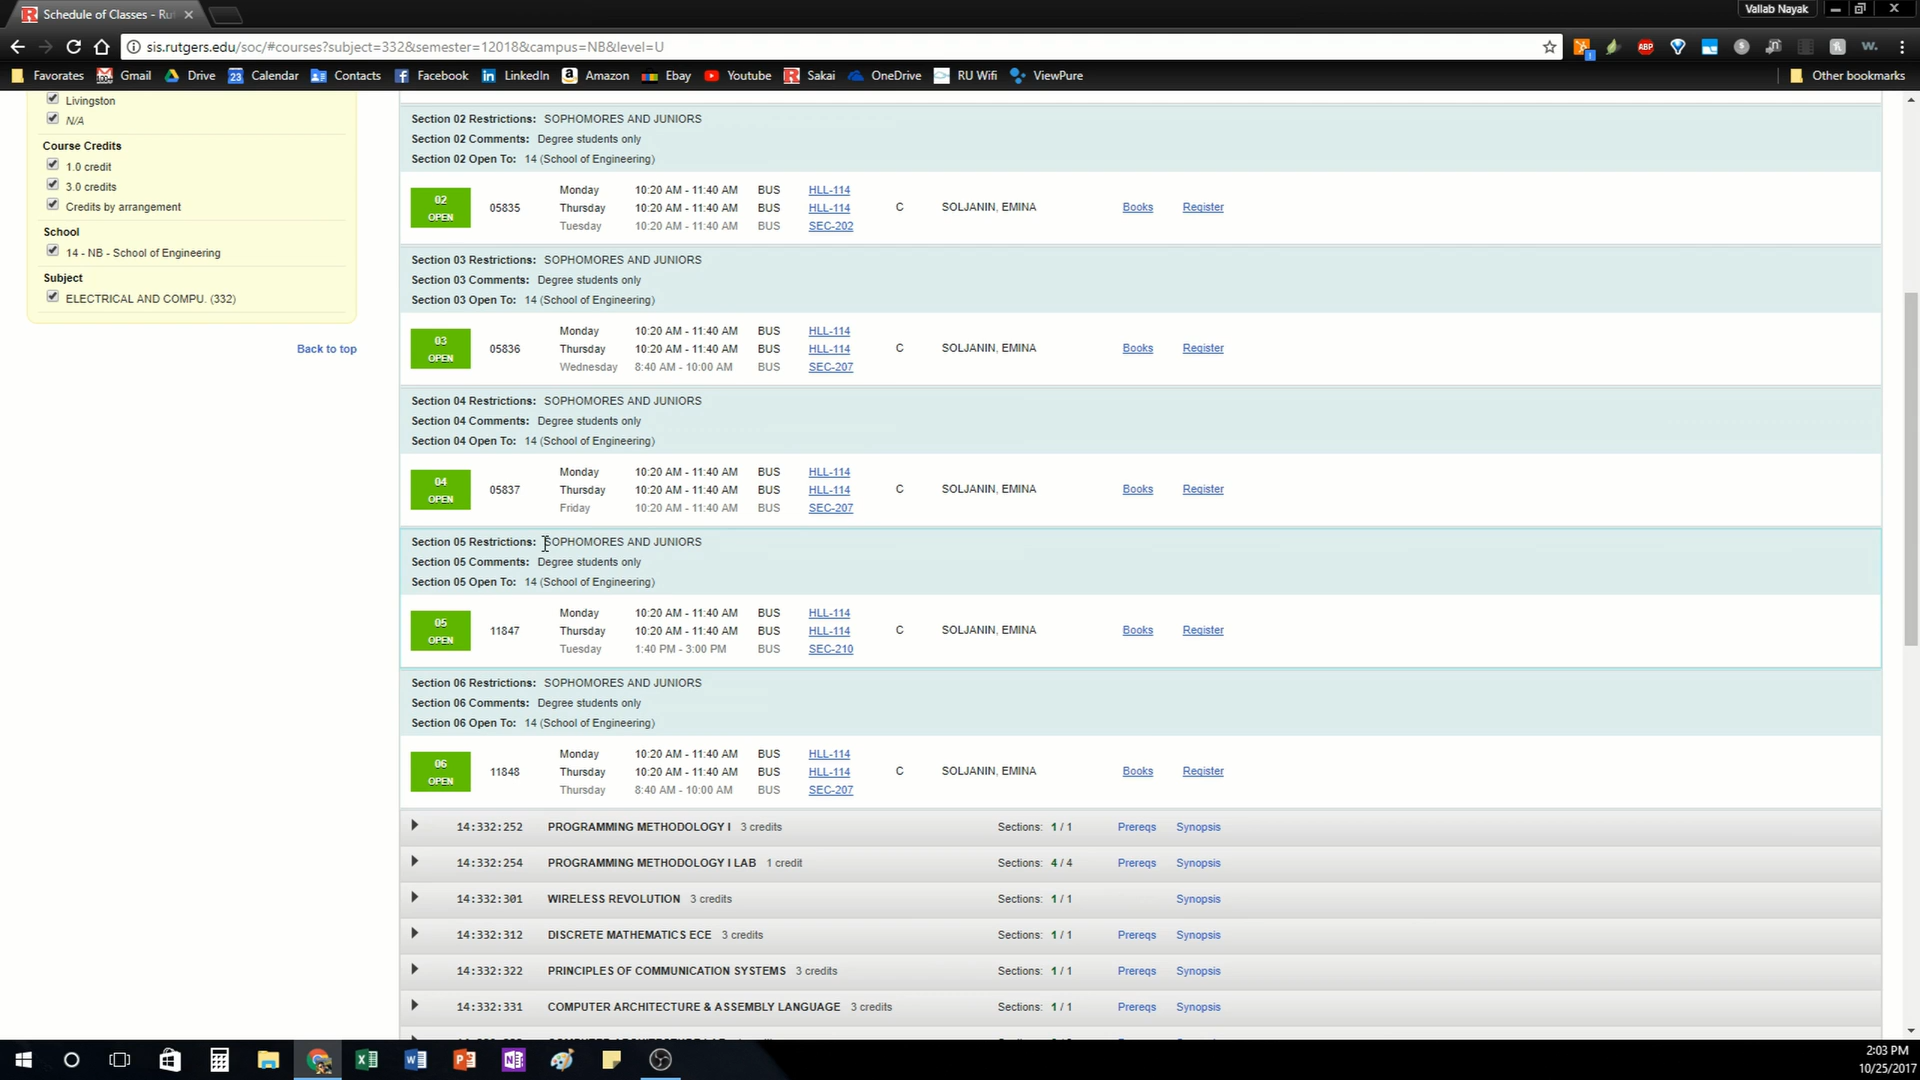 Schedule of Classes - Ru
Vallab Nayak
sis.rutgers.edu/soc/#courses?subject=332&semester=12018&campus=NB&level=U
Favorates Gmail Drive Calendar Contacts Facebook LinkedIn Amazon Ebay Youtube Sakai OneDrive RU Wifi ViewPure Other bookmarks
Livingston
N/A
Course Credits
1.0 credit
3.0 credits
Credits by arrangement
School
14 - NB - School of Engineering
Subject
ELECTRICAL AND COMPU. (332)
Back to top
Section 02 Restrictions: SOPHOMORES AND JUNIORS
Section 02 Comments: Degree students only
Section 02 Open To: 14 (School of Engineering)
02 OPEN 05835
Monday 10:20 AM - 11:40 AM BUS HLL-114
Thursday 10:20 AM - 11:40 AM BUS HLL-114 C SOLJANIN, EMINA Books Register
Tuesday 10:20 AM - 11:40 AM BUS SEC-202
Section 03 Restrictions: SOPHOMORES AND JUNIORS
Section 03 Comments: Degree students only
Section 03 Open To: 14 (School of Engineering)
03 OPEN 05836
Monday 10:20 AM - 11:40 AM BUS HLL-114
Thursday 10:20 AM - 11:40 AM BUS HLL-114 C SOLJANIN, EMINA Books Register
Wednesday 8:40 AM - 10:00 AM BUS SEC-207
Section 04 Restrictions: SOPHOMORES AND JUNIORS
Section 04 Comments: Degree students only
Section 04 Open To: 14 (School of Engineering)
04 OPEN 05837
Monday 10:20 AM - 11:40 AM BUS HLL-114
Thursday 10:20 AM - 11:40 AM BUS HLL-114 C SOLJANIN, EMINA Books Register
Friday 10:20 AM - 11:40 AM BUS SEC-207
Section 05 Restrictions: SOPHOMORES AND JUNIORS
Section 05 Comments: Degree students only
Section 05 Open To: 14 (School of Engineering)
05 OPEN 11847
Monday 10:20 AM - 11:40 AM BUS HLL-114
Thursday 10:20 AM - 11:40 AM BUS HLL-114 C SOLJANIN, EMINA Books Register
Tuesday 1:40 PM - 3:00 PM BUS SEC-210
Section 06 Restrictions: SOPHOMORES AND JUNIORS
Section 06 Comments: Degree students only
Section 06 Open To: 14 (School of Engineering)
06 OPEN 11848
Monday 10:20 AM - 11:40 AM BUS HLL-114
Thursday 10:20 AM - 11:40 AM BUS HLL-114 C SOLJANIN, EMINA Books Register
Thursday 8:40 AM - 10:00 AM BUS SEC-207
14:332:252 PROGRAMMING METHODOLOGY I 3 credits Sections: 1 / 1 Prereqs Synopsis
14:332:254 PROGRAMMING METHODOLOGY I LAB 1 credit Sections: 4 / 4 Prereqs Synopsis
14:332:301 WIRELESS REVOLUTION 3 credits Sections: 1 / 1 Synopsis
14:332:312 DISCRETE MATHEMATICS ECE 3 credits Sections: 1 / 1 Prereqs Synopsis
14:332:322 PRINCIPLES OF COMMUNICATION SYSTEMS 3 credits Sections: 1 / 1 Prereqs Synopsis
14:332:331 COMPUTER ARCHITECTURE & ASSEMBLY LANGUAGE 3 credits Sections: 1 / 1 Prereqs Synopsis
2:03 PM
10/25/2017